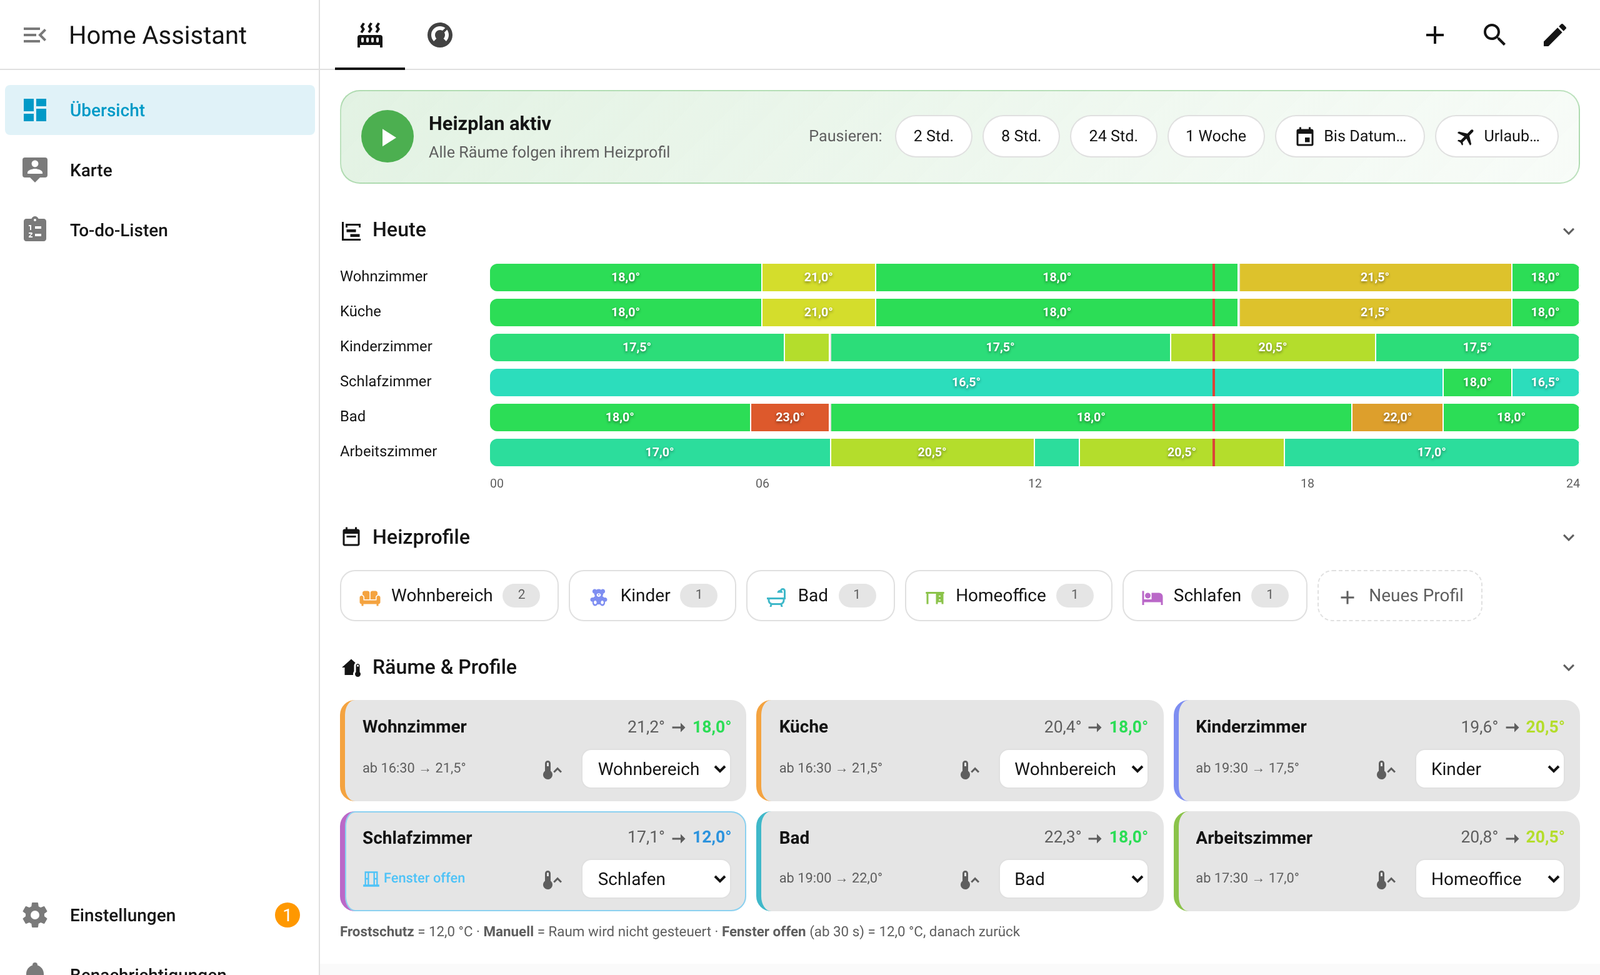 Home Assistant
Übersicht
Karte
To-do-Listen
Einstellungen
1
Benachrichtigungen
Heizplan aktiv
Alle Räume folgen ihrem Heizprofil
Pausieren:
2 Std.
8 Std.
24 Std.
1 Woche
Bis Datum...
Urlaub...
Heute
Wohnzimmer 18,0° 21,0° 18,0° 21,5° 18,0°
Küche 18,0° 21,0° 18,0° 21,5° 18,0°
Kinderzimmer 17,5° 17,5° 20,5° 17,5°
Schlafzimmer 16,5° 18,0° 16,5°
Bad 18,0° 23,0° 18,0° 22,0° 18,0°
Arbeitszimmer 17,0° 20,5° 20,5° 17,0°
00 06 12 18 24
Heizprofile
Wohnbereich 2
Kinder 1
Bad 1
Homeoffice 1
Schlafen 1
+ Neues Profil
Räume & Profile
Wohnzimmer 21,2° → 18,0°
ab 16:30 → 21,5° Wohnbereich
Küche 20,4° → 18,0°
ab 16:30 → 21,5° Wohnbereich
Kinderzimmer 19,6° → 20,5°
ab 19:30 → 17,5° Kinder
Schlafzimmer 17,1° → 12,0°
Fenster offen Schlafen
Bad 22,3° → 18,0°
ab 19:00 → 22,0° Bad
Arbeitszimmer 20,8° → 20,5°
ab 17:30 → 17,0° Homeoffice
Frostschutz = 12,0 °C · Manuell = Raum wird nicht gesteuert · Fenster offen (ab 30 s) = 12,0 °C, danach zurück